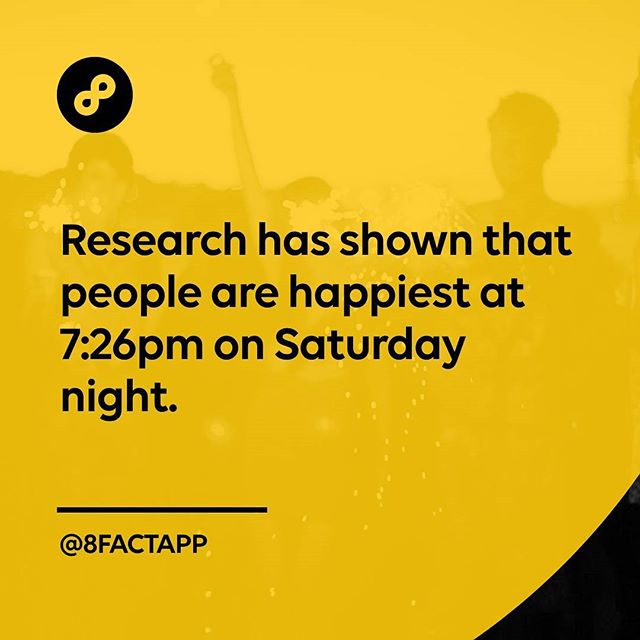 Research has shown that
people are happiest at
7:26pm on Saturday
night.
@8FACTAPP